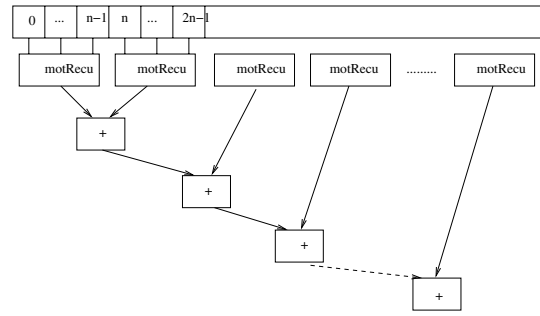 0 ... n-1 n ... 2n-1
motRecu motRecu motRecu motRecu ......... motRecu
+
+
+
+